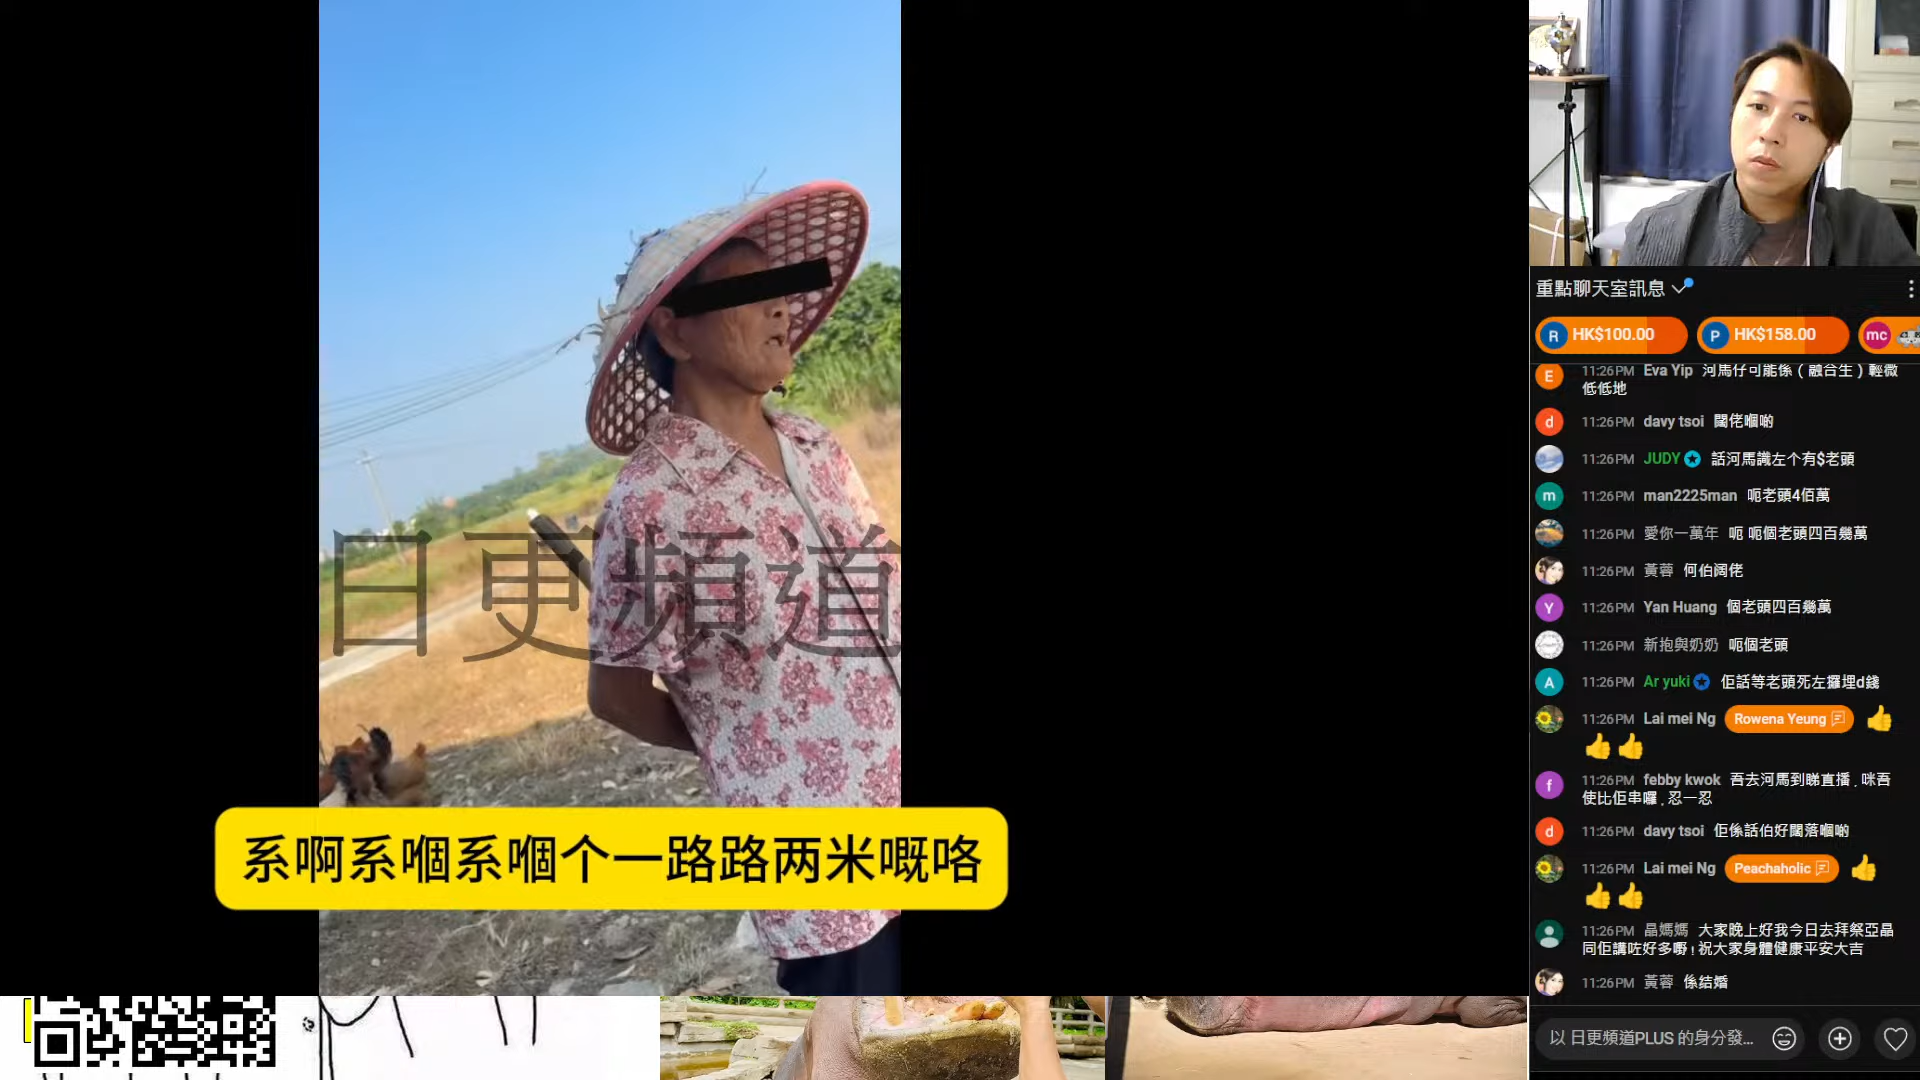 日更頻道
系啊系嗰系嗰个一路路两米嘅咯
重點聊天室訊息
R HK$100.00
P HK$158.00
mc
E 11:26PM Eva Yip 河馬仔可能係（融合生）輕微
低低地
d 11:26PM davy tsoi 闊佬嗰啲
11:26PM JUDY 話河馬識左个有$老頭
m 11:26PM man2225man 呃老頭4佰萬
11:26PM 愛你一萬年 呃 呃個老頭四百幾萬
11:26PM 黃蓉 何伯阔佬
Y 11:26PM Yan Huang 個老頭四百幾萬
11:26PM 新抱與奶奶 呃個老頭
A 11:26PM Ar yuki 佢話等老頭死左攞埋d錢
11:26PM Lai mei Ng Rowena Yeung 👍
👍👍
f 11:26PM febby kwok 吾去河馬到睇直播，咪吾
使比佢串囉，忍一忍
d 11:26PM davy tsoi 佢係話伯好闊落嗰啲
11:26PM Lai mei Ng Peachaholic 👍
👍👍
11:26PM 晶媽媽 大家晚上好我今日去拜祭亞晶
同佢講咗好多嘢！祝大家身體健康平安大吉
11:26PM 黃蓉 係結婚
以 日更頻道PLUS 的身分發...